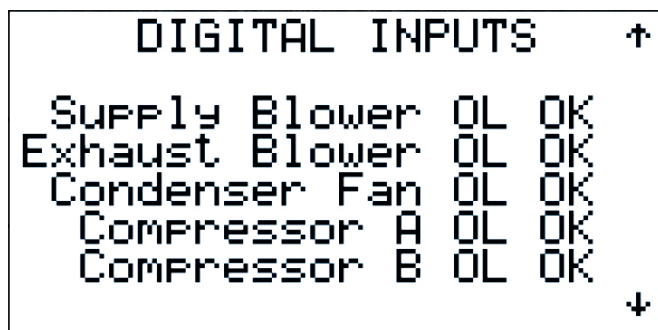 DIGITAL INPUTS ↑
Supply Blower OL OK
Exhaust Blower OL OK
Condenser Fan OL OK
Compressor A OL OK
Compressor B OL OK
↓